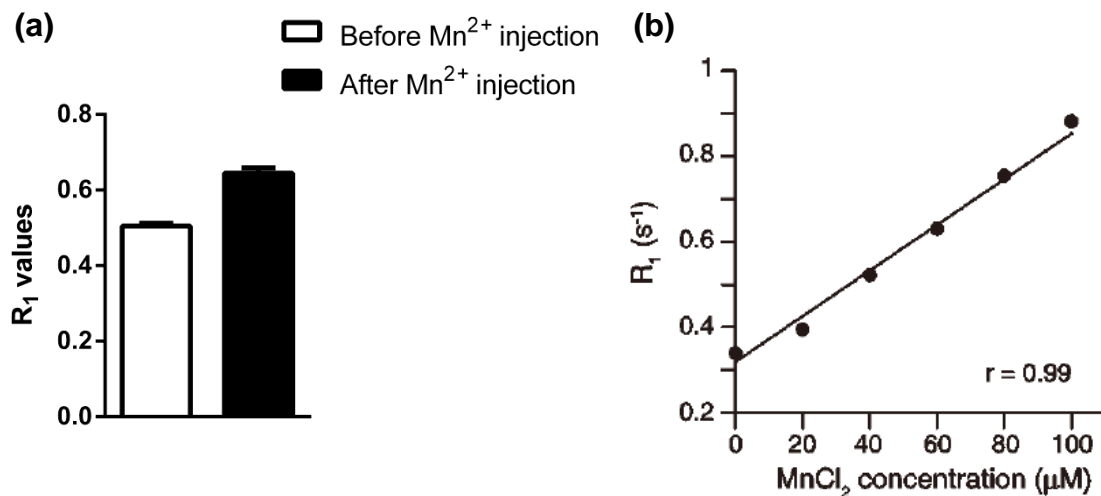 (a)
Before Mn²⁺ injection
After Mn²⁺ injection
0.8
0.6
0.4
0.2
0.0
R₁ values
(b)
1
0.8
0.6
0.4
0.2
R₁ (s⁻¹)
r = 0.99
0 20 40 60 80 100
MnCl₂ concentration (μM)